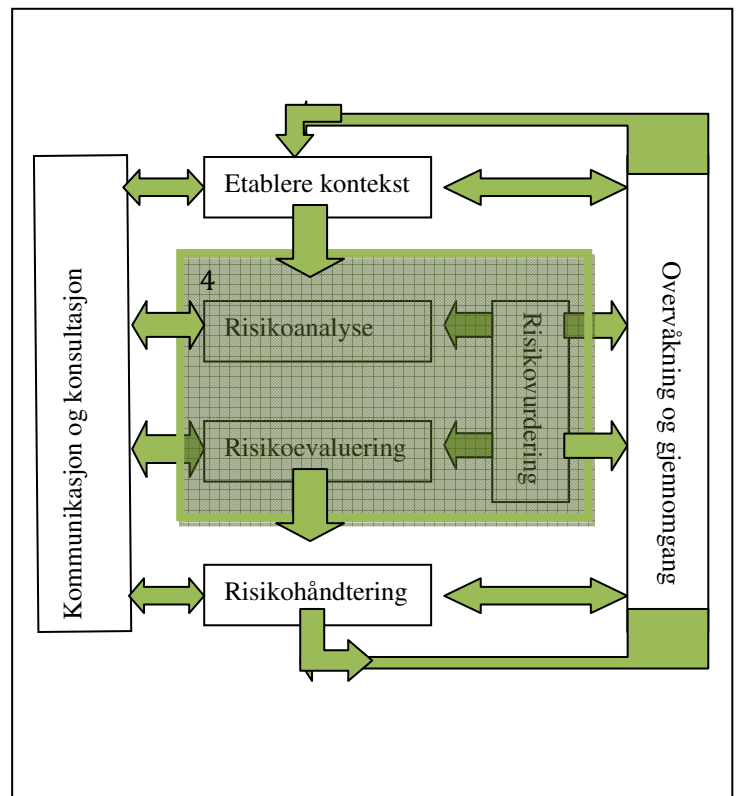 Etablere kontekst
4
Risikoanalyse
Risikovurdering
Risikoevaluering
Risikohåndtering
Kommunikasjon og konsultasjon
Overvåkning og gjennomgang